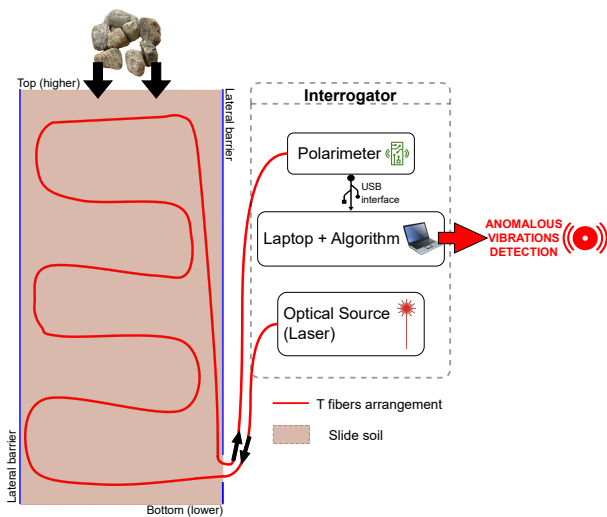 Top (higher)
Lateral barrier
Interrogator
Polarimeter
USB
interface
Laptop + Algorithm
ANOMALOUS
VIBRATIONS
DETECTION
Optical Source
(Laser)
T fibers arrangement
Slide soil
Lateral barrier
Bottom (lower)